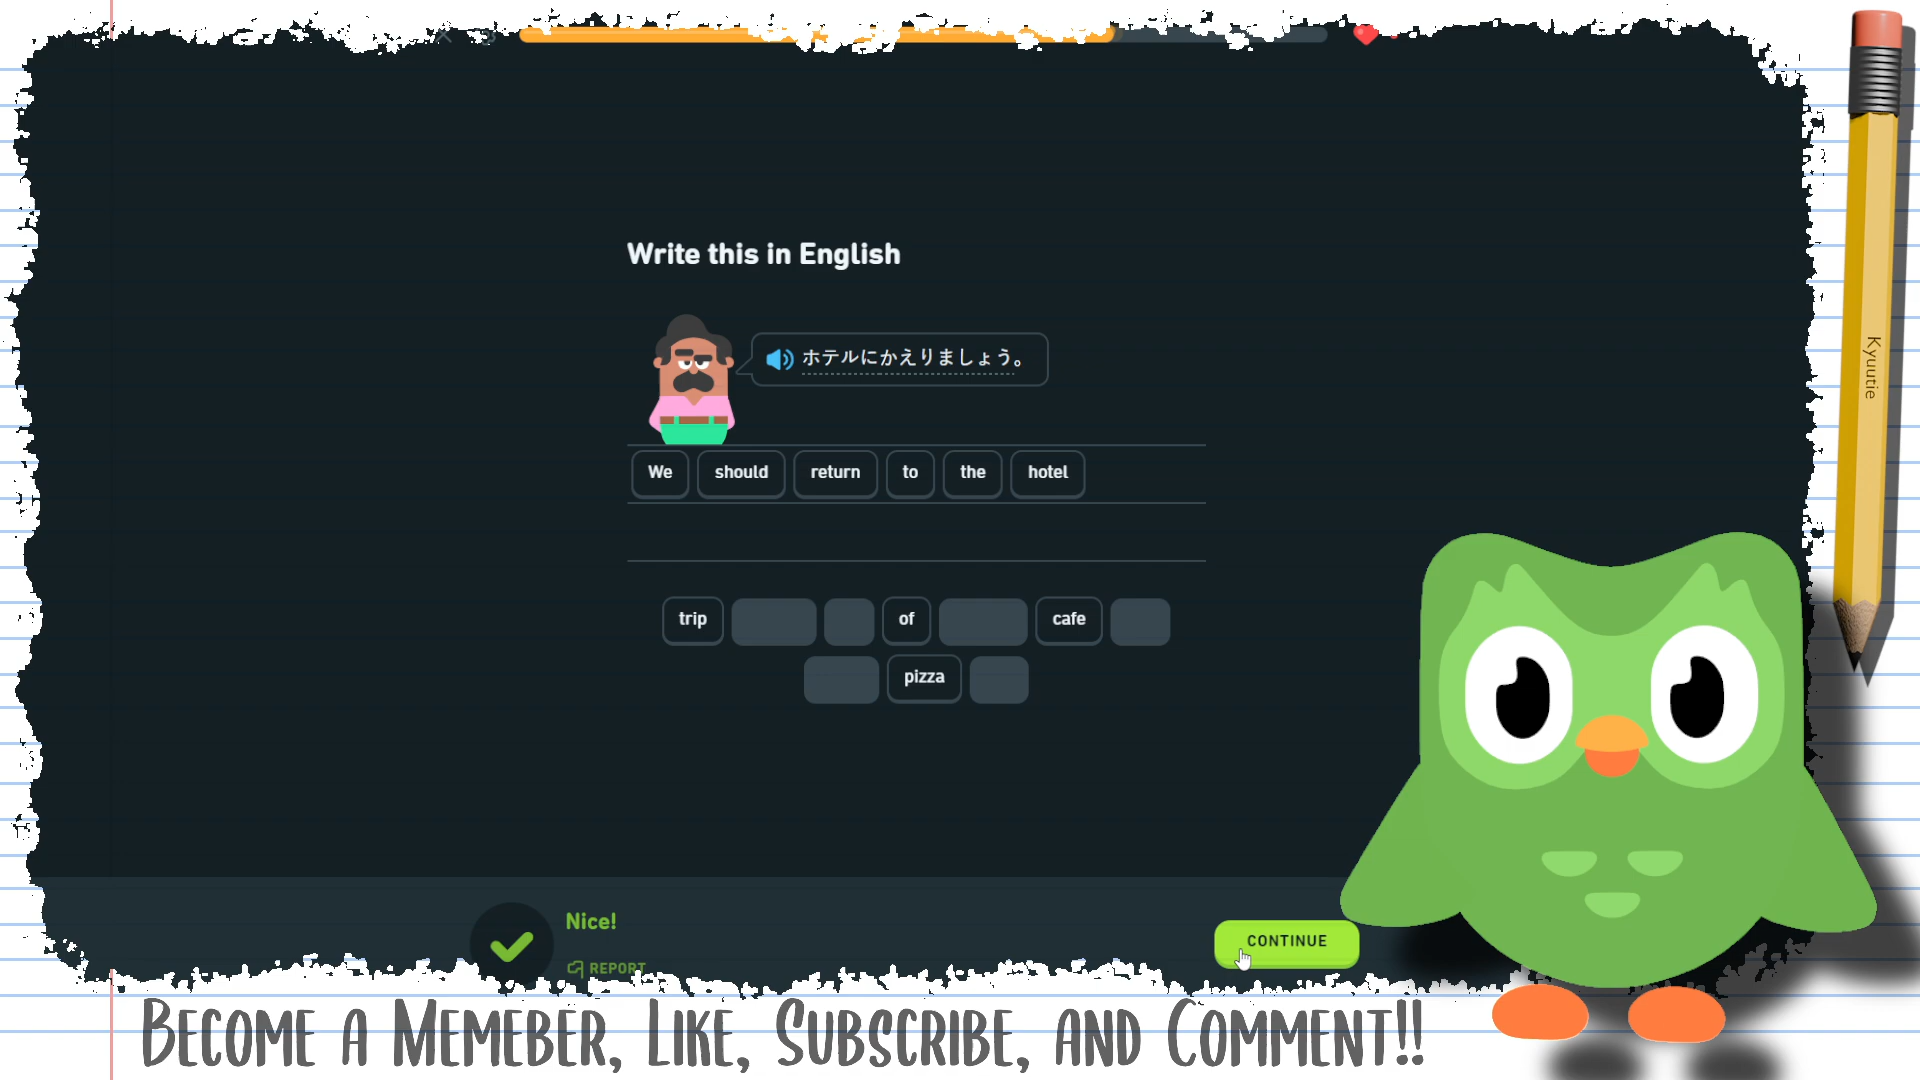 Write this in English
ホテルにかえりましょう。
We should return to the hotel
trip of cafe
pizza
Nice!
REPORT
CONTINUE
Kyuutie
BECOME A MEMEBER, LIKE, SUBSCRIBE, AND COMMENT!!